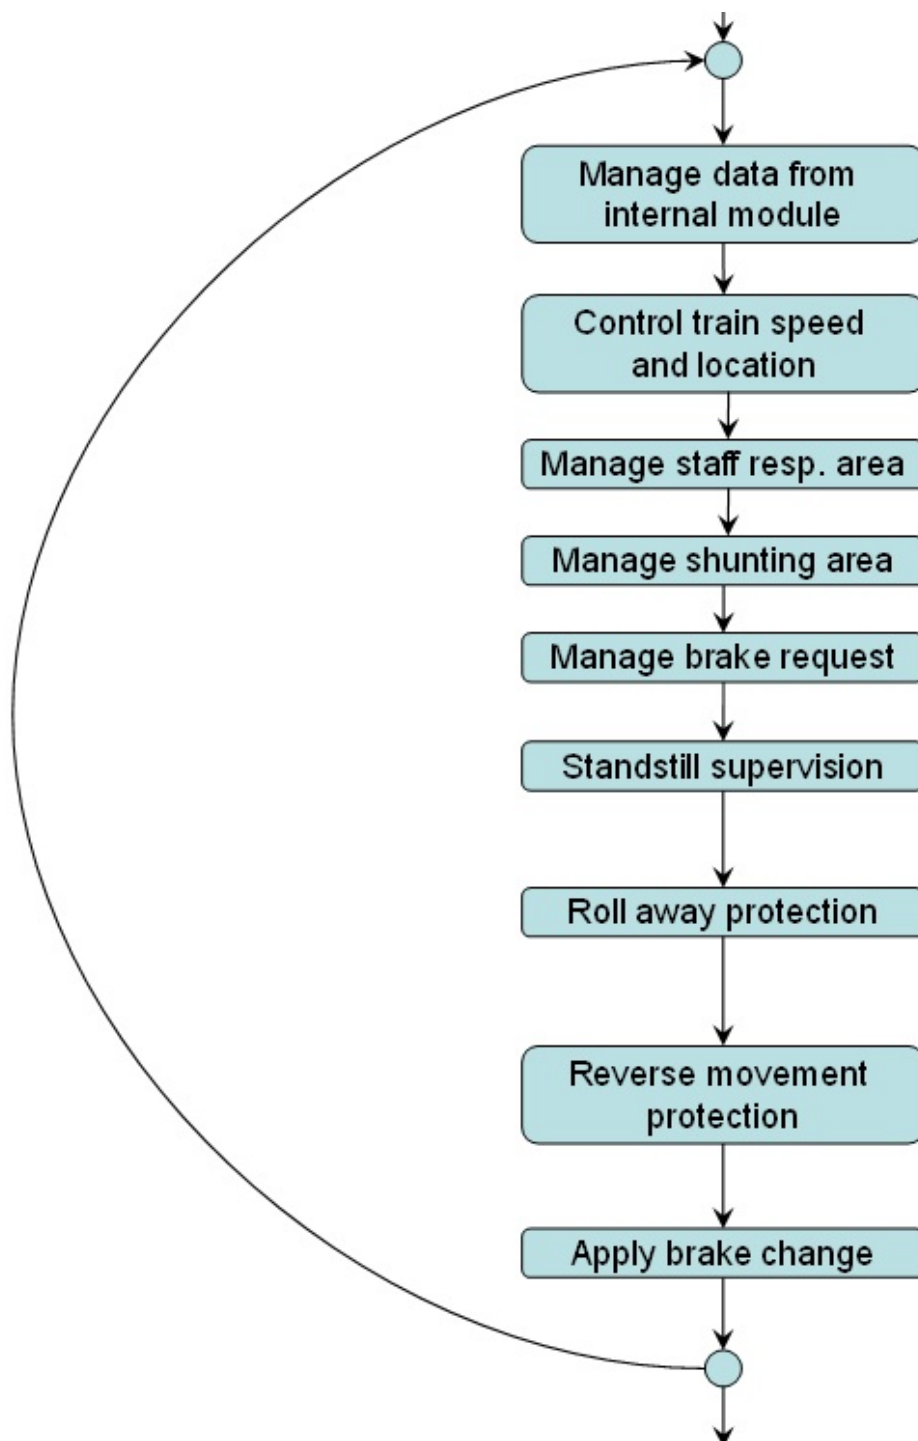 Manage data from
internal module
Control train speed
and location
Manage staff resp. area
Manage shunting area
Manage brake request
Standstill supervision
Roll away protection
Reverse movement
protection
Apply brake change